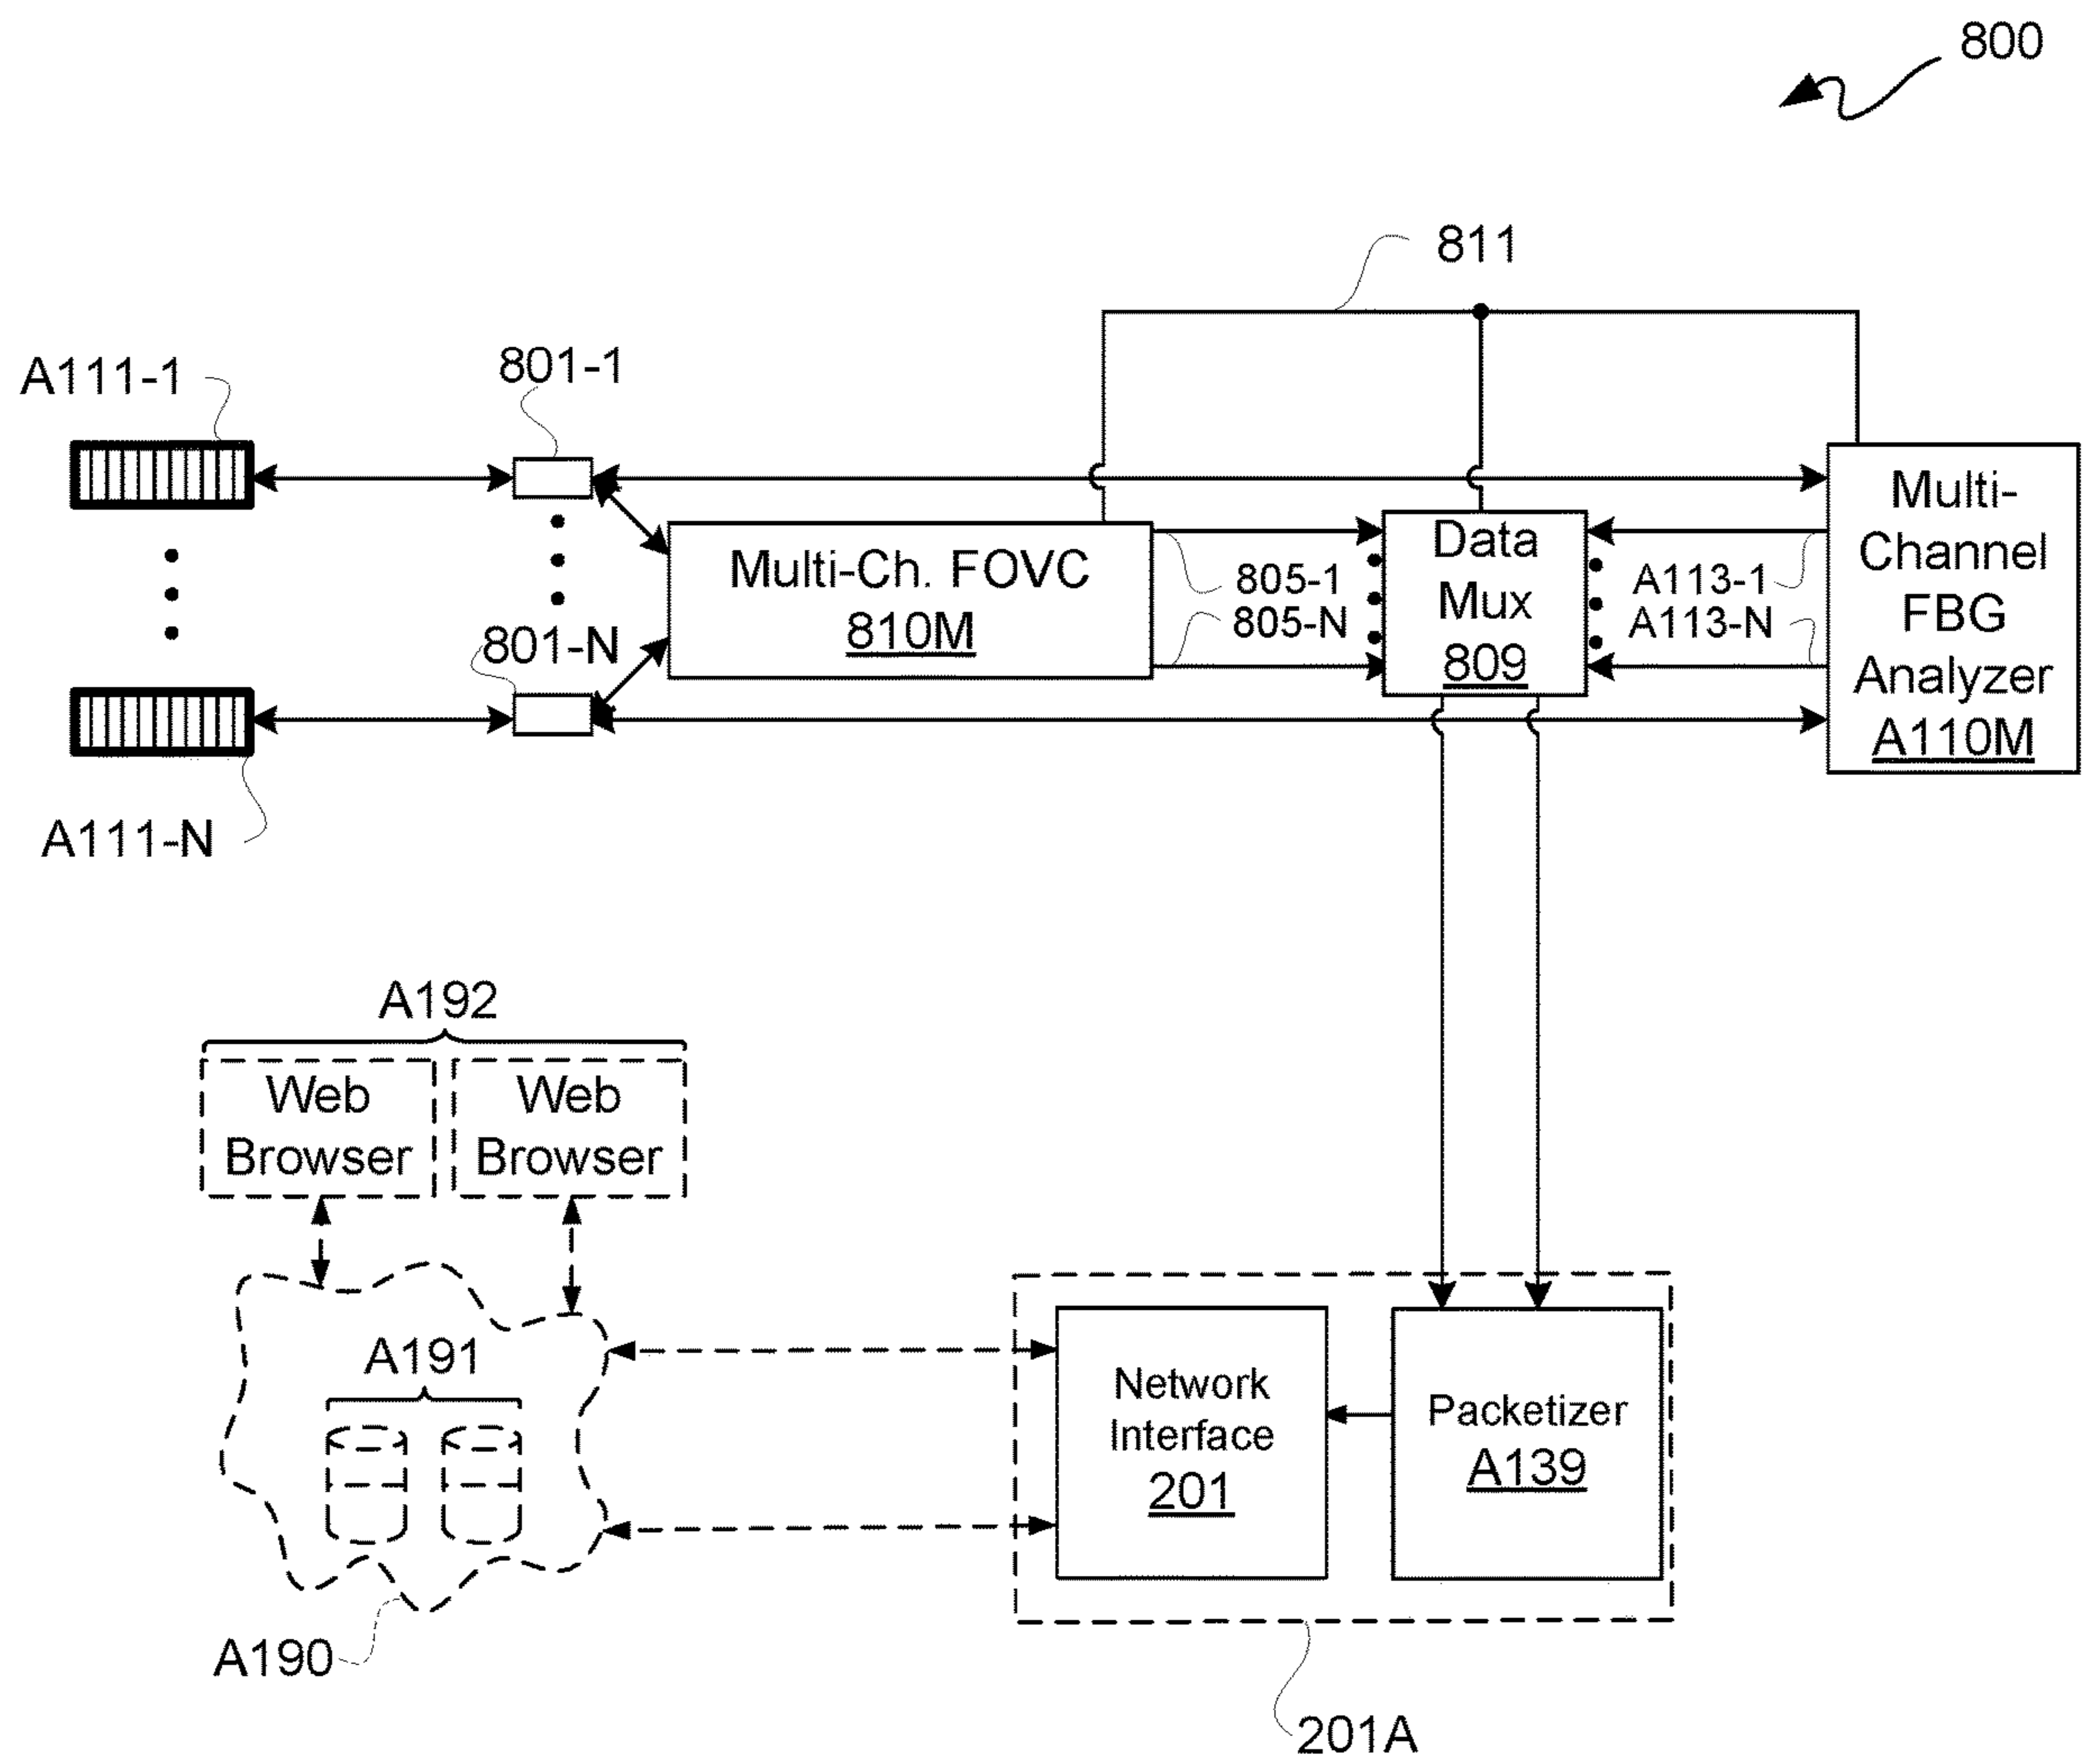 800
811
A111-1
801-1
Multi-
Channel
FBG
Analyzer
A110M
Data
Mux
809
Multi-Ch. FOVC
810M
805-1
805-N
A113-1
A113-N
801-N
A111-N
A192
Web
Browser
Web
Browser
A191
Network
Interface
201
Packetizer
A139
A190
201A